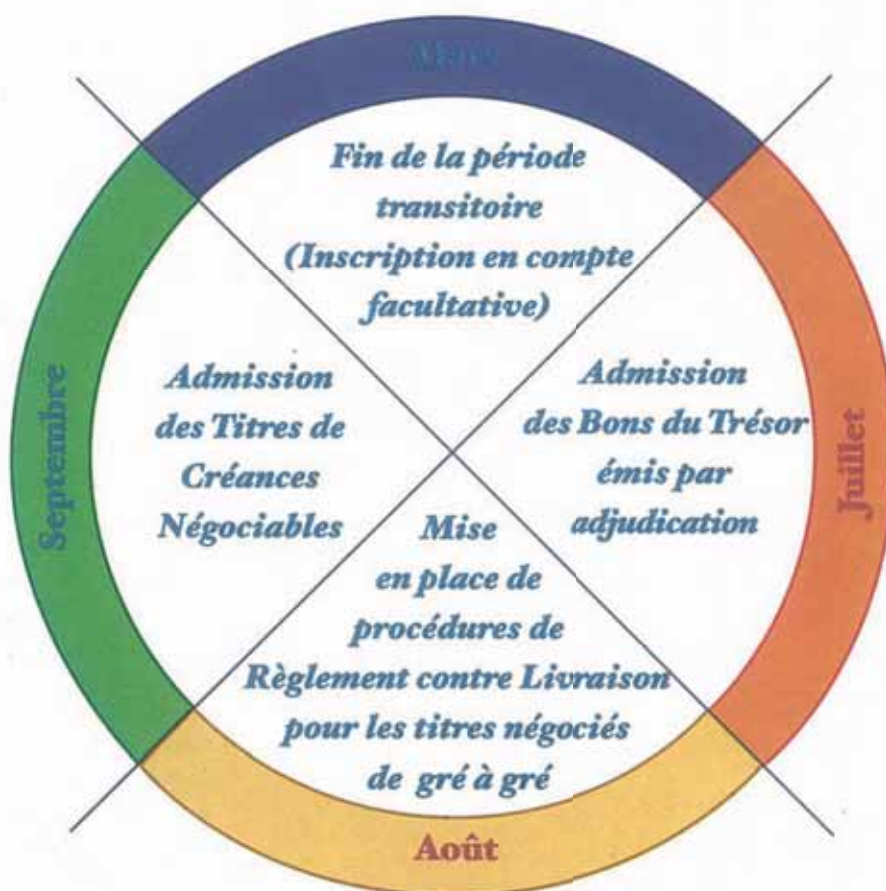 Mars
Fin de la période
transitoire
(Inscription en compte
facultative)
Juillet
Admission
des Bons du Trésor
émis par
adjudication
Août
Mise
en place de
procédures de
Règlement contre Livraison
pour les titres négociés
de gré à gré
Septembre
Admission
des Titres de
Créances
Négociables